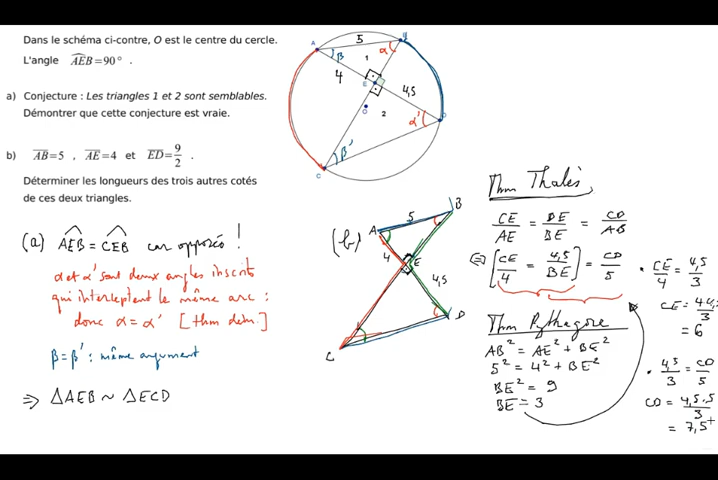 Dans le schéma ci-contre, O est le centre du cercle.
L'angle AEB=90° .
a) Conjecture : Les triangles 1 et 2 sont semblables.
Démontrer que cette conjecture est vraie.
b) AB=5 , AE=4 et ED=9/2 .
Déterminer les longueurs des trois autres cotés
de ces deux triangles.
A
5
B
α
β
1
4
E
4,5
O
2
α'
D
β'
C
(a) AEB = CED car opposés !
α et α' sont deux angles inscrits
qui interceptent le même arc :
donc α = α' [thm dém.]
β = β' : même argument
⇒ ΔAEB ~ ΔECD
(b)
A
5
B
4
E
4,5
D
C
Thm Thalès
CE/AE = DE/BE = CD/AB
⇔ [CE/4 = 4,5/BE] = CD/5
Thm Pythagore
AB² = AE² + BE²
5² = 4² + BE²
BE² = 9
BE = 3
• CE/4 = 4,5/3
= 6
• 4,5/3 = CD/5
CD = 4,5·5/3
= 7,5